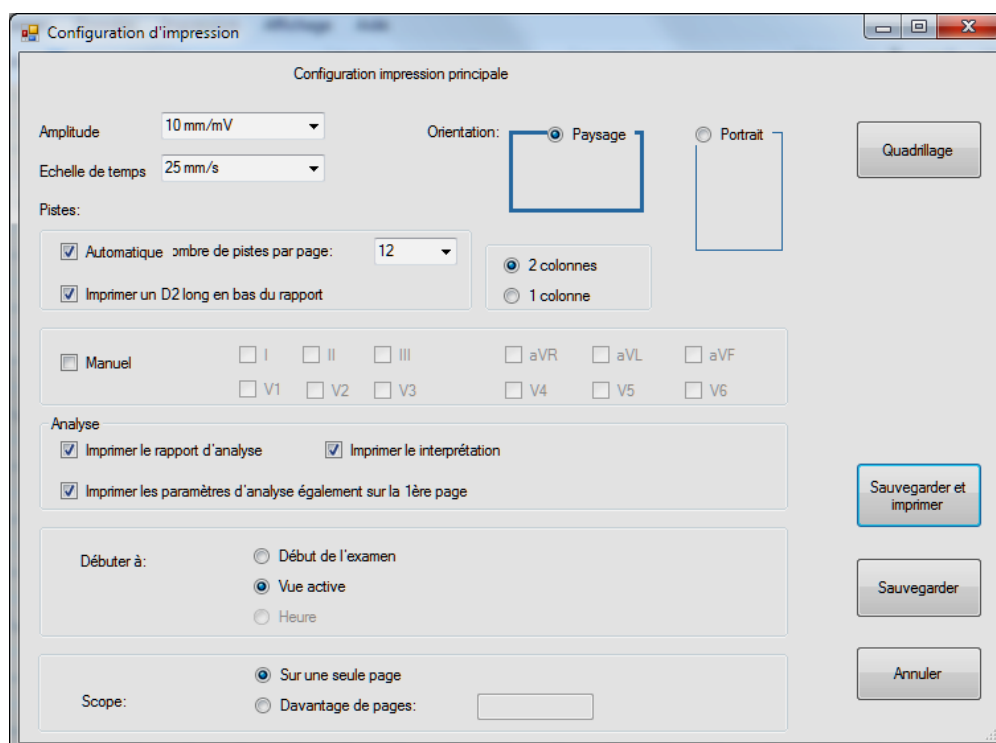 Configuration d'impression
Affichage Aide
Configuration impression principale
Amplitude 10 mm/mV Orientation: Paysage Portrait
Quadrillage
Echelle de temps 25 mm/s
Pistes:
Automatique ombre de pistes par page: 12
2 colonnes
Imprimer un D2 long en bas du rapport
1 colonne
Manuel I II III aVR aVL aVF
V1 V2 V3 V4 V5 V6
Analyse
Imprimer le rapport d'analyse Imprimer le interprétation
Imprimer les paramètres d'analyse également sur la 1ère page
Sauvegarder et
imprimer
Débuter à: Début de l'examen
Vue active
Sauvegarder
Heure
Sur une seule page
Annuler
Scope: Davantage de pages: